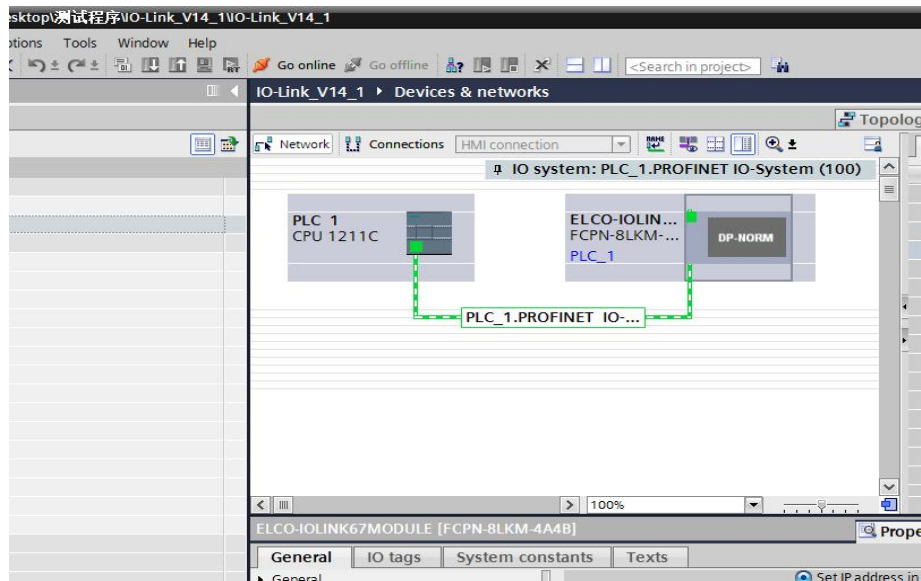 sktop\测试程序\IO-Link_V14_1\IO-Link_V14_1
ptions Tools Window Help
Go online Go offline <Search in project>
IO-Link_V14_1 Devices & networks
Topolog
Network Connections HMI connection
IO system: PLC_1.PROFINET IO-System (100)
PLC_1
CPU 1211C
ELCO-IOLIN...
FCPN-8LKM-...
PLC_1
DP-NORM
PLC_1.PROFINET IO-...
100%
ELCO-IOLINK67MODULE [FCPN-8LKM-4A4B]
Prope
General IO tags System constants Texts
General
Set IP address in